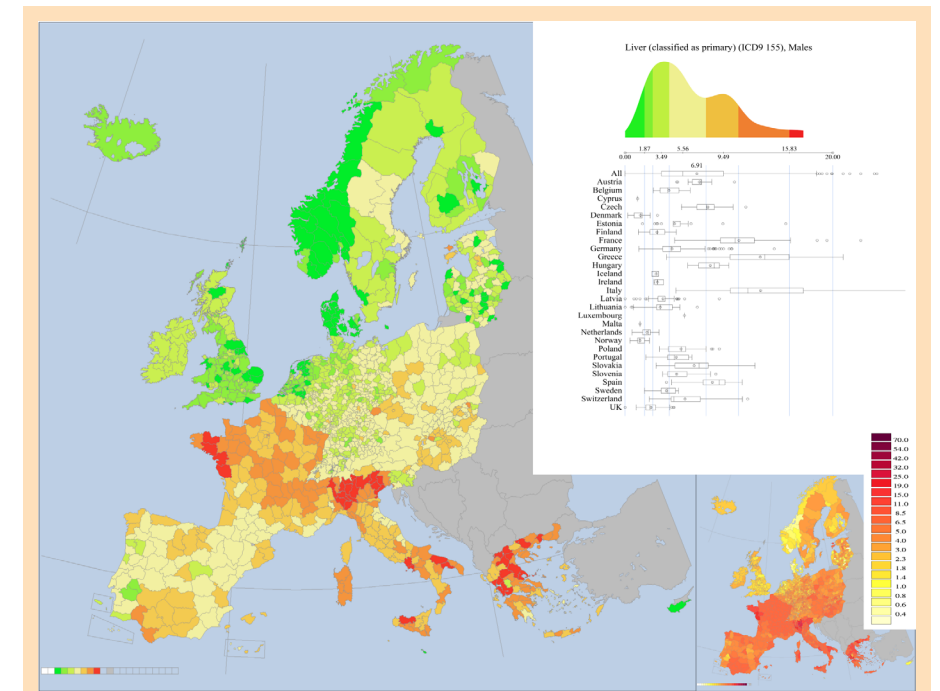 Liver (classified as primary) (ICD9 155), Males
1.87 5.56 15.83
0.00 3.49 9.49 20.00
6.91
All
Austria
Belgium
Cyprus
Czech
Denmark
Estonia
Finland
France
Germany
Greece
Hungary
Iceland
Ireland
Italy
Latvia
Lithuania
Luxembourg
Malta
Netherlands
Norway
Poland
Portugal
Slovakia
Slovenia
Spain
Sweden
Switzerland
UK
70.0
54.0
42.0
32.0
25.0
19.0
15.0
11.0
8.5
6.5
5.0
4.0
3.0
2.3
1.8
1.4
1.0
0.8
0.6
0.4